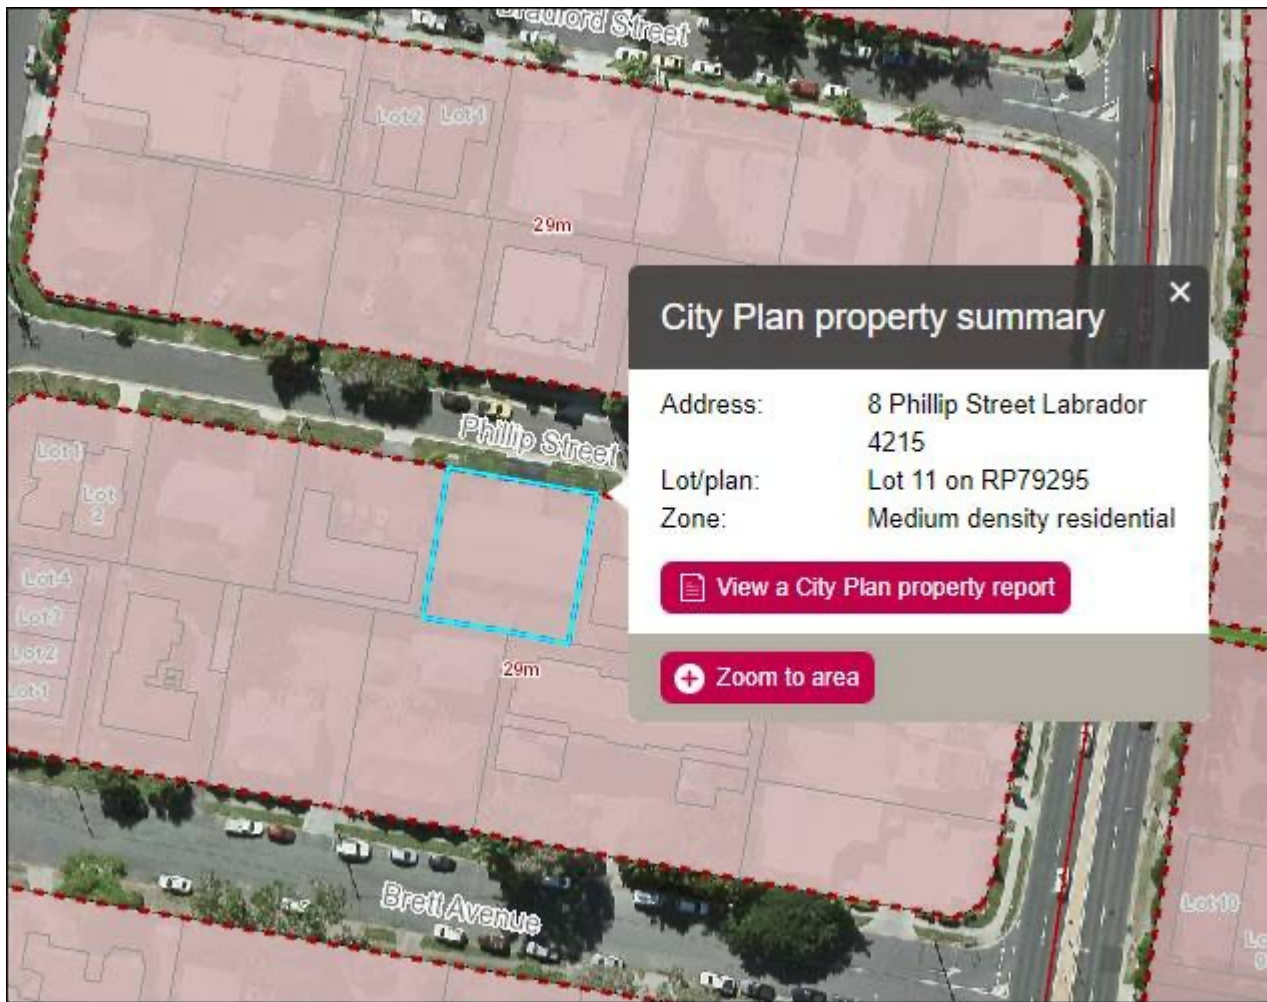 Bradford Street
Lot 2 Lot 1
29m
City Plan property summary
Address: 8 Phillip Street Labrador
4215
Lot/plan: Lot 11 on RP79295
Zone: Medium density residential
View a City Plan property report
Zoom to area
Phillip Street
Lot 1
Lot
2
Lot 4
Lot 3
Lot 2
Lot 1
29m
Brett Avenue
Lot 10